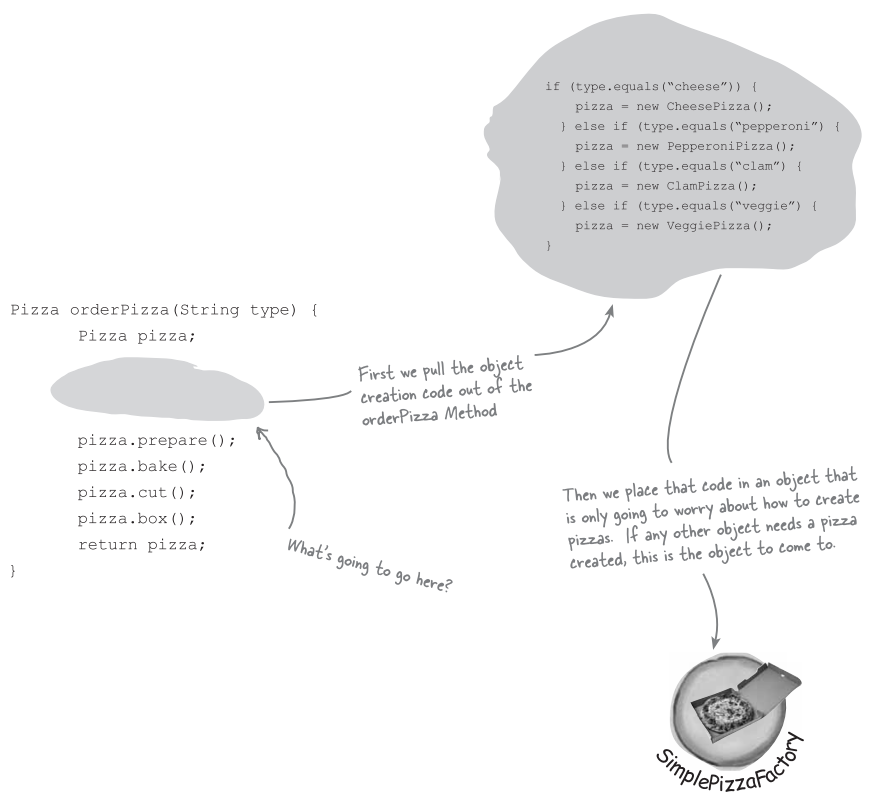 if (type.equals(“cheese”)) {
pizza = new CheesePizza();
} else if (type.equals(“pepperoni”) {
pizza = new PepperoniPizza();
} else if (type.equals(“clam”) {
pizza = new ClamPizza();
} else if (type.equals(“veggie”) {
pizza = new VeggiePizza();
}
Pizza orderPizza(String type) {
Pizza pizza;
pizza.prepare();
pizza.bake();
pizza.cut();
pizza.box();
return pizza;
}
First we pull the object
creation code out of the
orderPizza Method
What's going to go here?
Then we place that code in an object that
is only going to worry about how to create
pizzas. If any other object needs a pizza
created, this is the object to come to.
SimplePizzaFactory